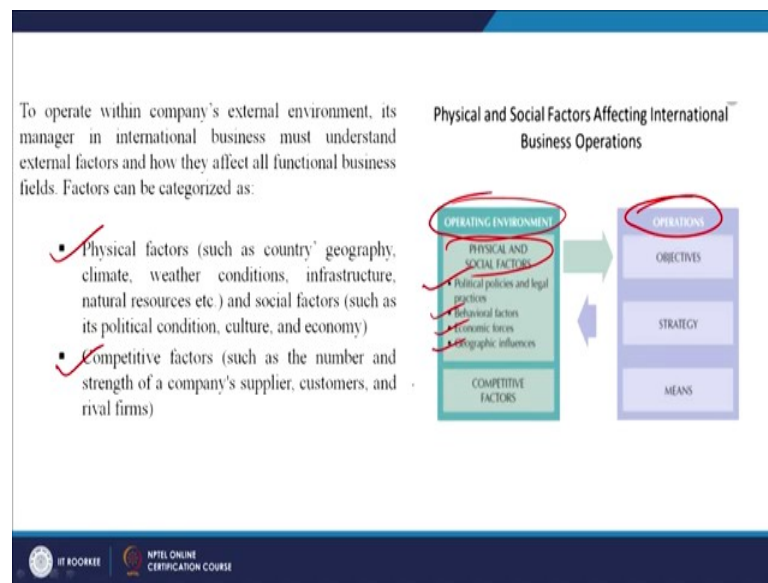 To operate within company's external environment, its
manager in international business must understand
external factors and how they affect all functional business
fields. Factors can be categorized as:
▪ Physical factors (such as country' geography,
climate, weather conditions, infrastructure,
natural resources etc.) and social factors (such as
its political condition, culture, and economy)
▪ Competitive factors (such as the number and
strength of a company's supplier, customers, and
rival firms)
Physical and Social Factors Affecting International
Business Operations
OPERATING ENVIRONMENT
PHYSICAL AND
SOCIAL FACTORS
• Political policies and legal
practices
• Behavioral factors
• Economic forces
• Geographic influences
COMPETITIVE
FACTORS
OPERATIONS
OBJECTIVES
STRATEGY
MEANS
IIT ROORKEE
NPTEL ONLINE
CERTIFICATION COURSE